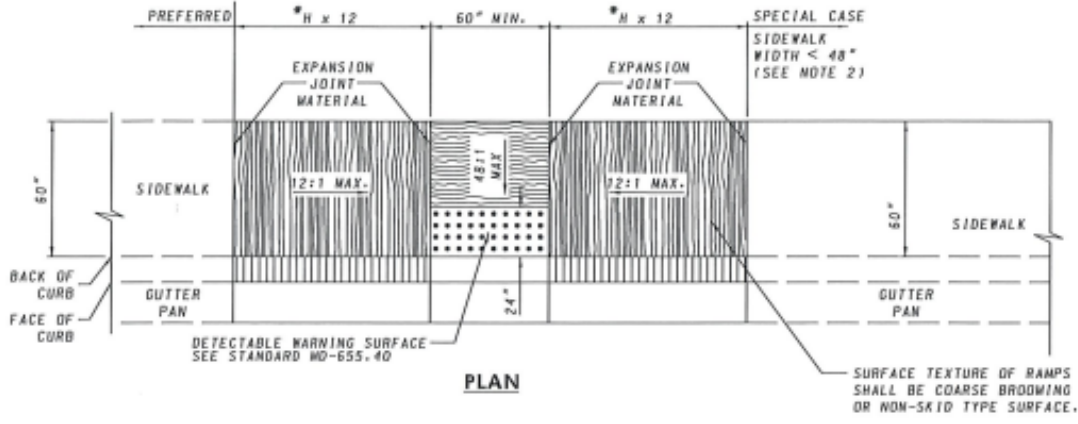 PREFERRED
*H x 12
60" MIN.
*H x 12
SPECIAL CASE
SIDEWALK
WIDTH < 48"
(SEE NOTE 2)
EXPANSION
JOINT
MATERIAL
EXPANSION
JOINT
MATERIAL
60"
SIDEWALK
12:1 MAX.
48:1
MAX
12:1 MAX.
60"
SIDEWALK
BACK OF
CURB
GUTTER
PAN
FACE OF
CURB
24"
GUTTER
PAN
DETECTABLE WARNING SURFACE
SEE STANDARD MD-655.40
PLAN
SURFACE TEXTURE OF RAMPS
SHALL BE COARSE BROOMING
OR NON-SKID TYPE SURFACE.